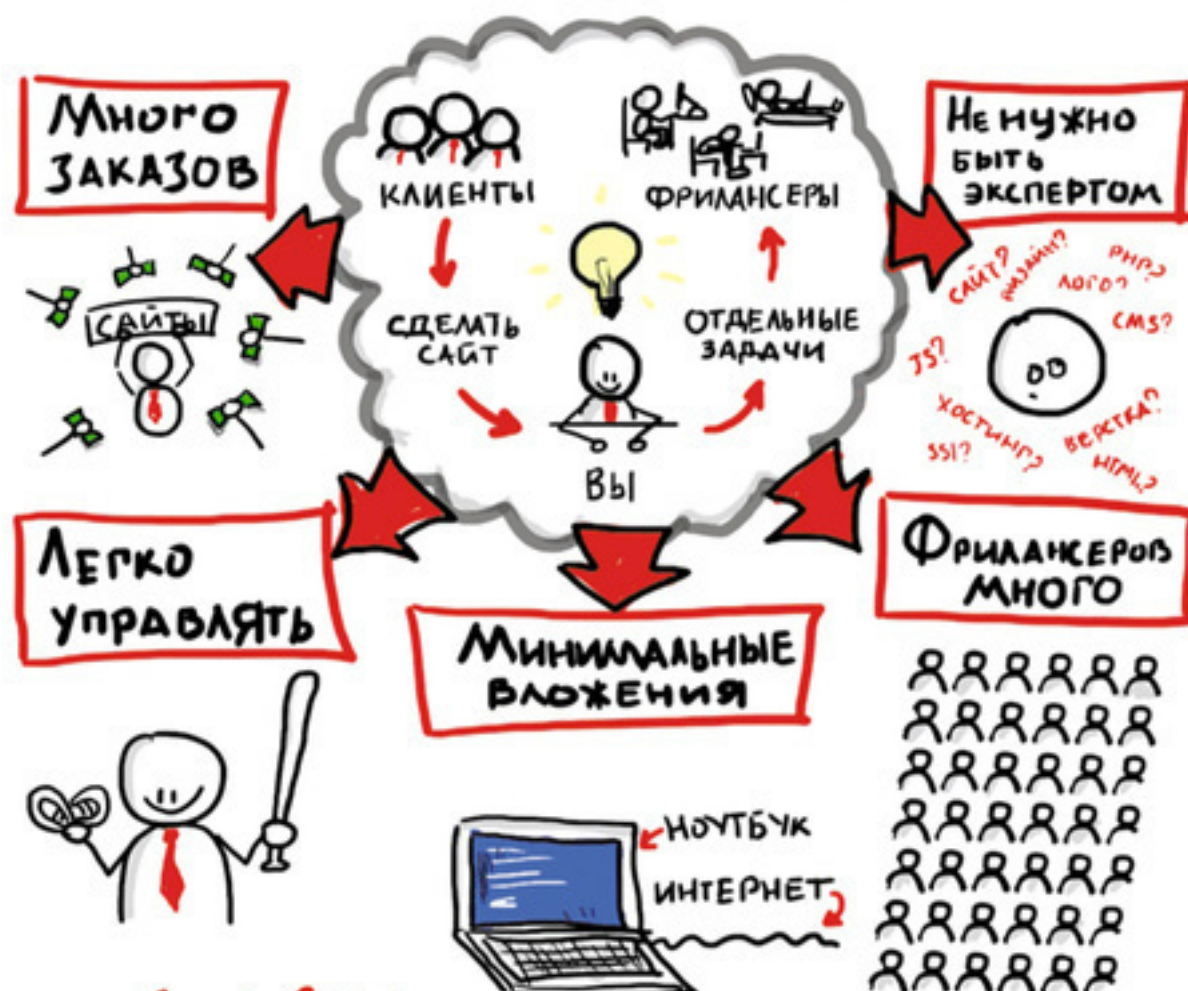 Много
ЗАКАЗОВ
САЙТЫ
КЛИЕНТЫ
ФРИЛАНСЕРЫ
СДЕЛАТЬ
САЙТ
ОТДЕЛЬНЫЕ
ЗАДАЧИ
ВЫ
НЕ НУЖНО
БЫТЬ
ЭКСПЕРТОМ
САЙТ?
ДИЗАЙН?
ЛОГО?
PHP?
CMS?
JS?
ХОСТИНГ?
SSI?
ВЕРСТКА?
HTML?
ЛЕГКО
УПРАВЛЯТЬ
МИНИМАЛЬНЫЕ
ВЛОЖЕНИЯ
НОУТБУК
ИНТЕРНЕТ
ФРИЛАНСЕРОВ
МНОГО